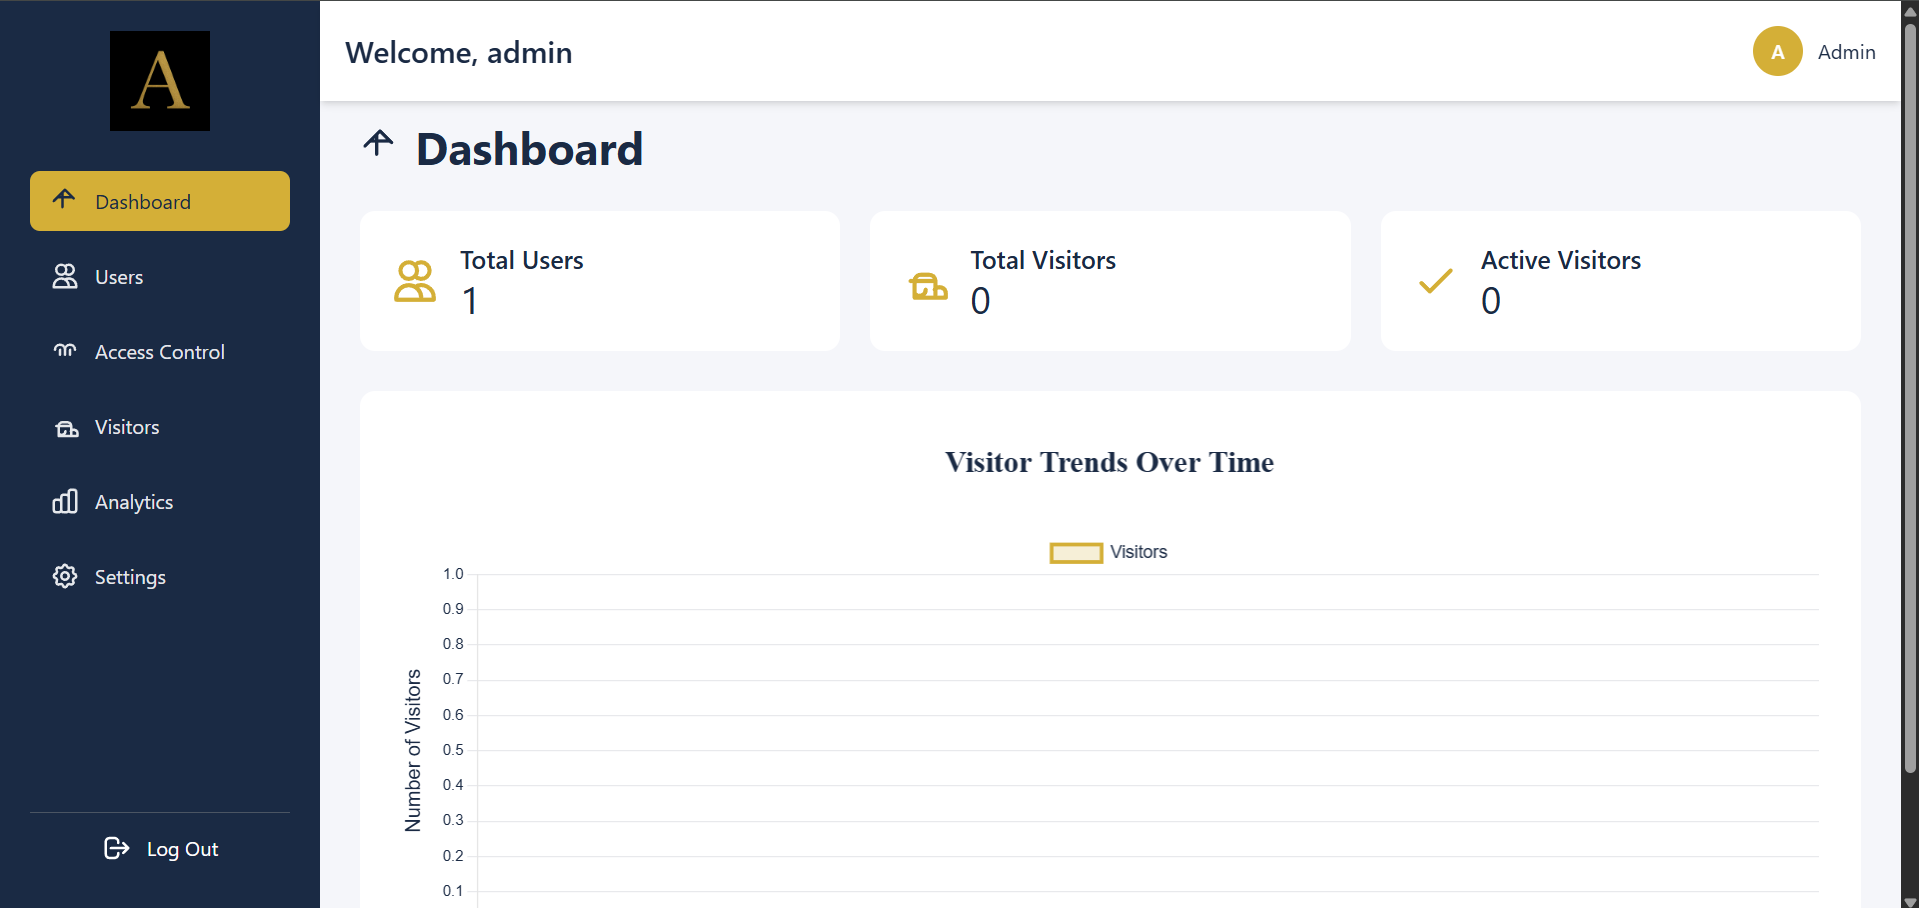 A
Dashboard
Users
Access Control
Visitors
Analytics
Settings
Log Out
Welcome, admin
A Admin
Dashboard
Total Users
1
Total Visitors
0
Active Visitors
0
Visitor Trends Over Time
Visitors
Number of Visitors
1.0
0.9
0.8
0.7
0.6
0.5
0.4
0.3
0.2
0.1